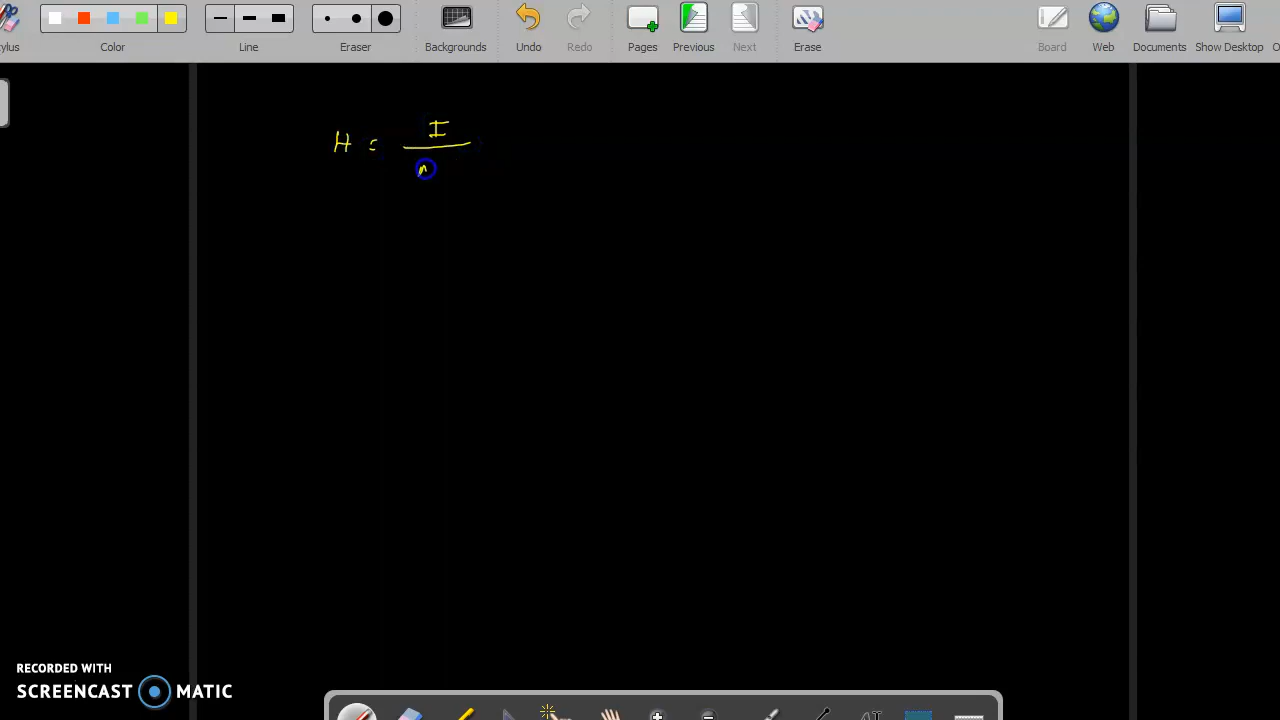 ylus
Color
Line
Eraser
Backgrounds
Undo
Redo
Pages
Previous
Next
Erase
Board
Web
Documents
Show Desktop
O
H = I
RECORDED WITH
SCREENCAST MATIC